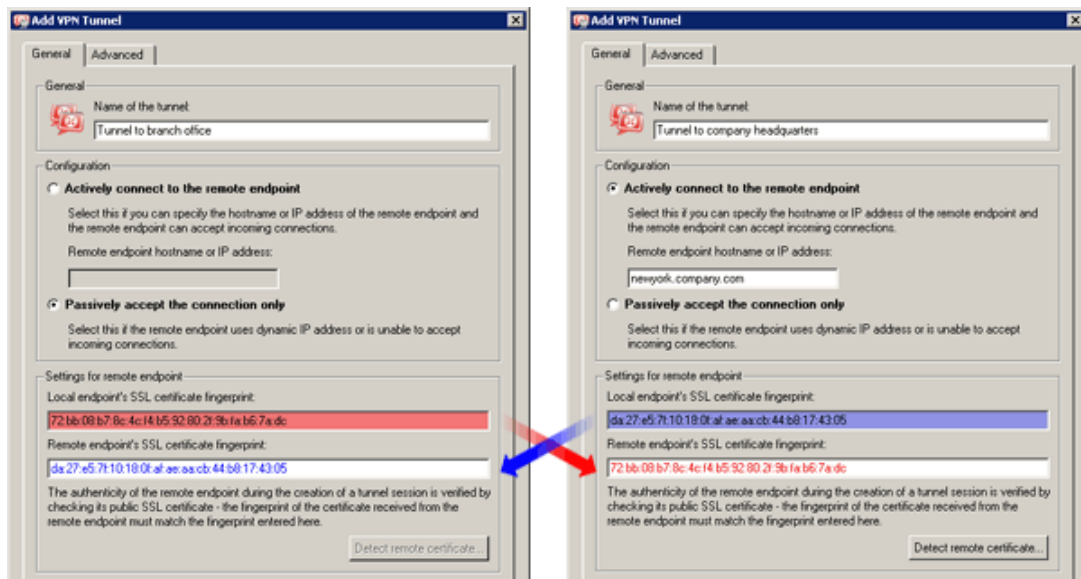 Add VPN Tunnel
General
Advanced
General
Name of the tunnel:
Tunnel to branch office
Configuration
Actively connect to the remote endpoint
Select this if you can specify the hostname or IP address of the remote endpoint and
the remote endpoint can accept incoming connections.
Remote endpoint hostname or IP address:
Passively accept the connection only
Select this if the remote endpoint uses dynamic IP address or is unable to accept
incoming connections.
Settings for remote endpoint
Local endpoint's SSL certificate fingerprint:
72:bb:08:b7:8c:4c:f4:b5:92:80:2f:9b:fa:b6:7a:dc
Remote endpoint's SSL certificate fingerprint:
da:27:e5:7f:10:18:0f:af:ae:aa:cb:44:b8:17:43:05
The authenticity of the remote endpoint during the creation of a tunnel session is verified by
checking its public SSL certificate - the fingerprint of the certificate received from the
remote endpoint must match the fingerprint entered here.
Detect remote certificate...
Add VPN Tunnel
General
Advanced
General
Name of the tunnel:
Tunnel to company headquarters
Configuration
Actively connect to the remote endpoint
Select this if you can specify the hostname or IP address of the remote endpoint and
the remote endpoint can accept incoming connections.
Remote endpoint hostname or IP address:
newyork.company.com
Passively accept the connection only
Select this if the remote endpoint uses dynamic IP address or is unable to accept
incoming connections.
Settings for remote endpoint
Local endpoint's SSL certificate fingerprint:
da:27:e5:7f:10:18:0f:af:ae:aa:cb:44:b8:17:43:05
Remote endpoint's SSL certificate fingerprint:
72:bb:08:b7:8c:4c:f4:b5:92:80:2f:9b:fa:b6:7a:dc
The authenticity of the remote endpoint during the creation of a tunnel session is verified by
checking its public SSL certificate - the fingerprint of the certificate received from the
remote endpoint must match the fingerprint entered here.
Detect remote certificate...